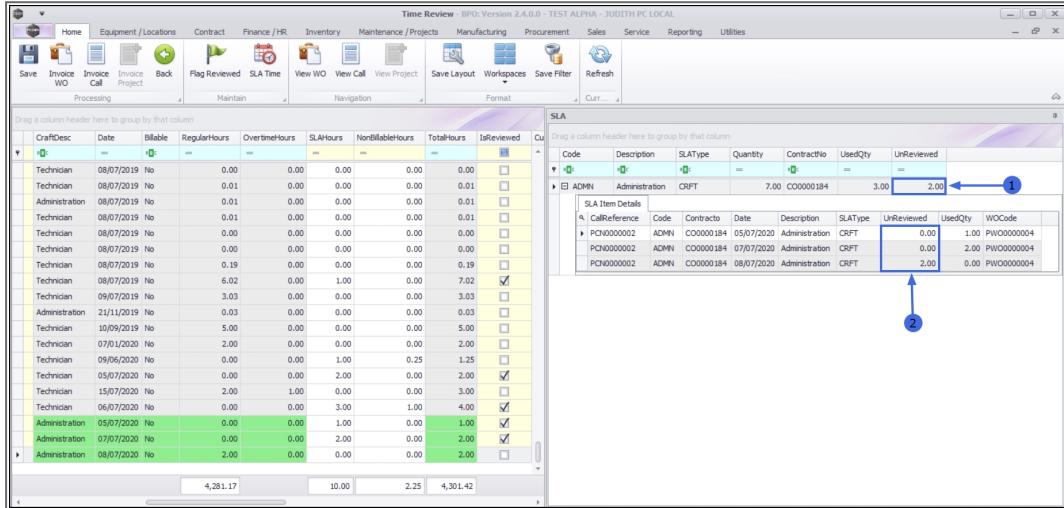 Time Review - BPO: Version 2.4.0.0 - TEST ALPHA - JUDITH PC LOCAL
Home Equipment / Locations Contract Finance / HR Inventory Maintenance / Projects Manufacturing Procurement Sales Service Reporting Utilities
Save Invoice WO Invoice Call Invoice Project Back Flag Reviewed SLA Time View WO View Call View Project Save Layout Workspaces Save Filter Refresh
Processing Maintain Navigation Format Curr...
Drag a column header here to group by that column
CraftDesc Date Billable RegularHours OvertimeHours SLAHours NonBillableHours TotalHours IsReviewed Cu
Technician 08/07/2019 No 0.00 0.00 0.00 0.00 0.00
Technician 08/07/2019 No 0.01 0.00 0.00 0.00 0.01
Administration 08/07/2019 No 0.01 0.00 0.00 0.00 0.01
Technician 08/07/2019 No 0.01 0.00 0.00 0.00 0.01
Technician 08/07/2019 No 0.00 0.00 0.00 0.00 0.00
Technician 08/07/2019 No 0.00 0.00 0.00 0.00 0.00
Technician 08/07/2019 No 0.19 0.00 0.00 0.00 0.19
Technician 08/07/2019 No 6.02 0.00 1.00 0.00 7.02
Technician 09/07/2019 No 3.03 0.00 0.00 0.00 3.03
Administration 21/11/2019 No 0.03 0.00 0.00 0.00 0.03
Technician 10/09/2019 No 5.00 0.00 0.00 0.00 5.00
Technician 07/01/2020 No 2.00 0.00 0.00 0.00 2.00
Technician 09/06/2020 No 0.00 0.00 1.00 0.25 1.25
Technician 05/07/2020 No 0.00 0.00 2.00 0.00 2.00
Technician 15/07/2020 No 2.00 1.00 0.00 0.00 3.00
Technician 06/07/2020 No 0.00 0.00 3.00 1.00 4.00
Administration 05/07/2020 No 0.00 0.00 1.00 0.00 1.00
Administration 07/07/2020 No 0.00 0.00 2.00 0.00 2.00
Administration 08/07/2020 No 2.00 0.00 0.00 0.00 2.00
4,281.17 10.00 2.25 4,301.42
SLA
Drag a column header here to group by that column
Code Description SLAType Quantity ContractNo UsedQty UnReviewed
ADMN Administration CRFT 7.00 CO0000184 3.00 2.00 1
SLA Item Details
CallReference Code Contracto Date Description SLAType UnReviewed UsedQty WOCode
PCN0000002 ADMN CO0000184 05/07/2020 Administration CRFT 0.00 1.00 PWO0000004
PCN0000002 ADMN CO0000184 07/07/2020 Administration CRFT 0.00 2.00 PWO0000004
PCN0000002 ADMN CO0000184 08/07/2020 Administration CRFT 2.00 0.00 PWO0000004
2